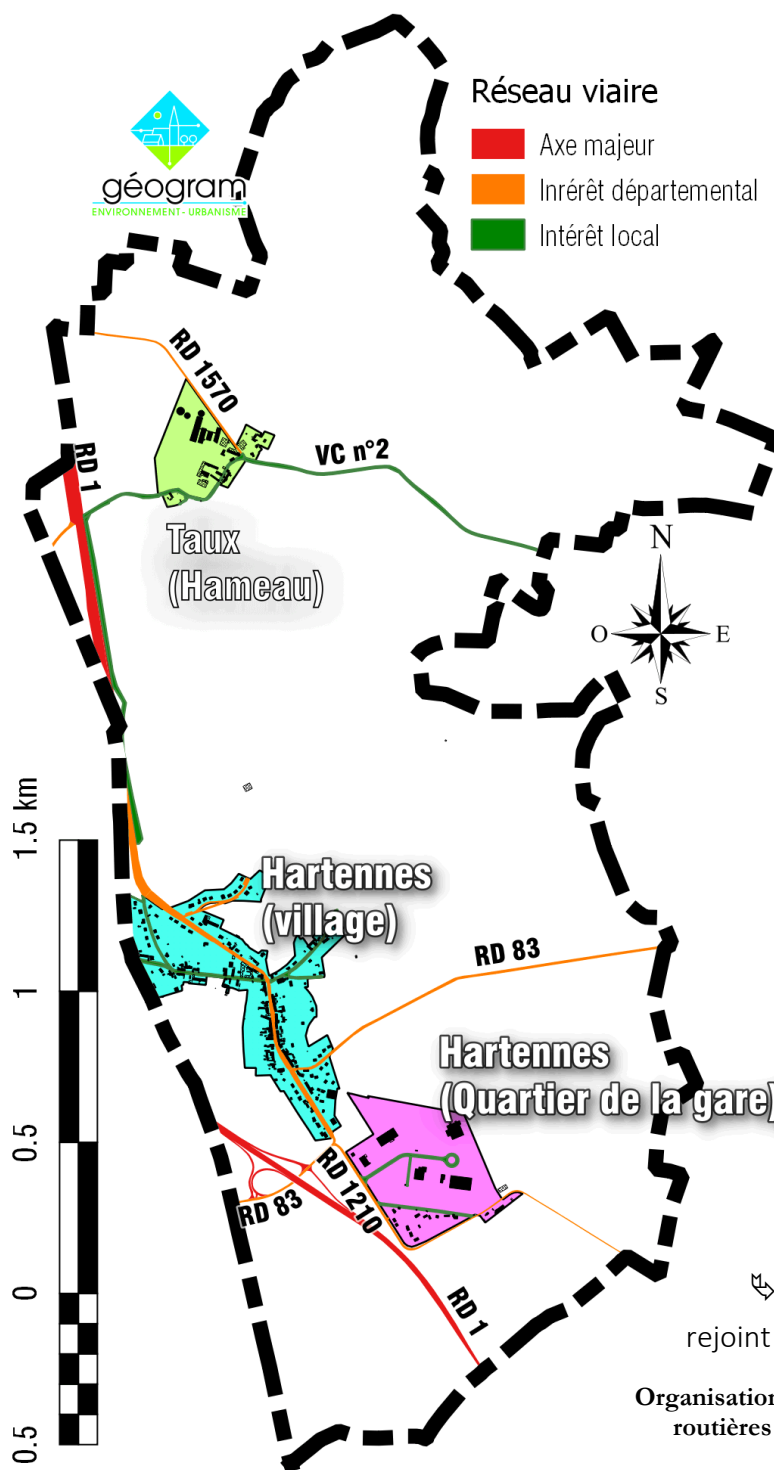 Réseau viaire
Axe majeur
Inrérêt départemental
Intérêt local
géogram
ENVIRONNEMENT - URBANISME
RD 1570
RD 1
VC n°2
Taux
(Hameau)
N
O
E
S
1.5 km
Hartennes
(village)
RD 83
1
Hartennes
(Quartier de la gare)
0.5
RD 1210
RD 83
0
RD 1
rejoint
Organisation
routières
0.5